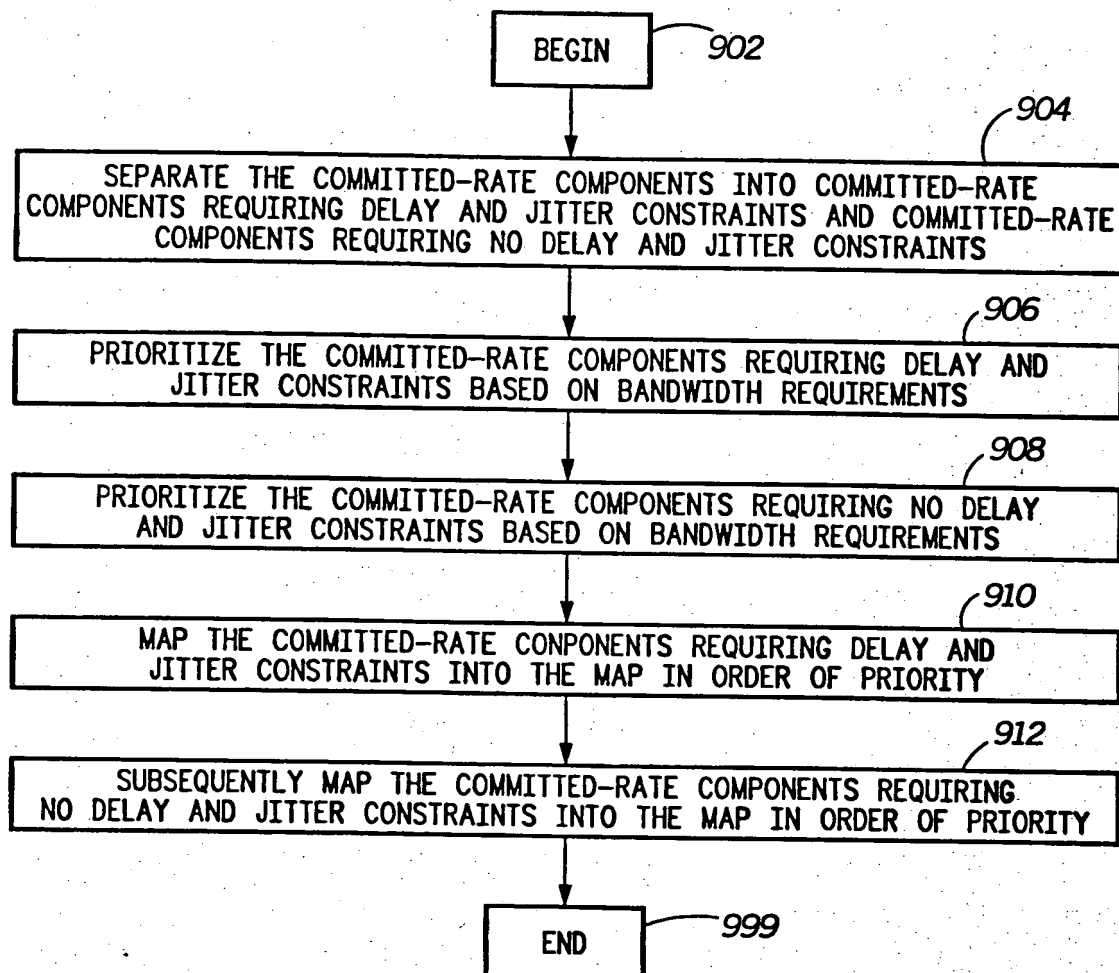 BEGIN
902
904
SEPARATE THE COMMITTED-RATE COMPONENTS INTO COMMITTED-RATE
COMPONENTS REQUIRING DELAY AND JITTER CONSTRAINTS AND COMMITTED-RATE
COMPONENTS REQUIRING NO DELAY AND JITTER CONSTRAINTS
906
PRIORITIZE THE COMMITTED-RATE COMPONENTS REQUIRING DELAY AND
JITTER CONSTRAINTS BASED ON BANDWIDTH REQUIREMENTS
908
PRIORITIZE THE COMMITTED-RATE COMPONENTS REQUIRING NO DELAY
AND JITTER CONSTRAINTS BASED ON BANDWIDTH REQUIREMENTS
910
MAP THE COMMITTED-RATE CONPONENTS REQUIRING DELAY AND
JITTER CONSTRAINTS INTO THE MAP IN ORDER OF PRIORITY
912
SUBSEQUENTLY MAP THE COMMITTED-RATE COMPONENTS REQUIRING
NO DELAY AND JITTER CONSTRAINTS INTO THE MAP IN ORDER OF PRIORITY
END
999